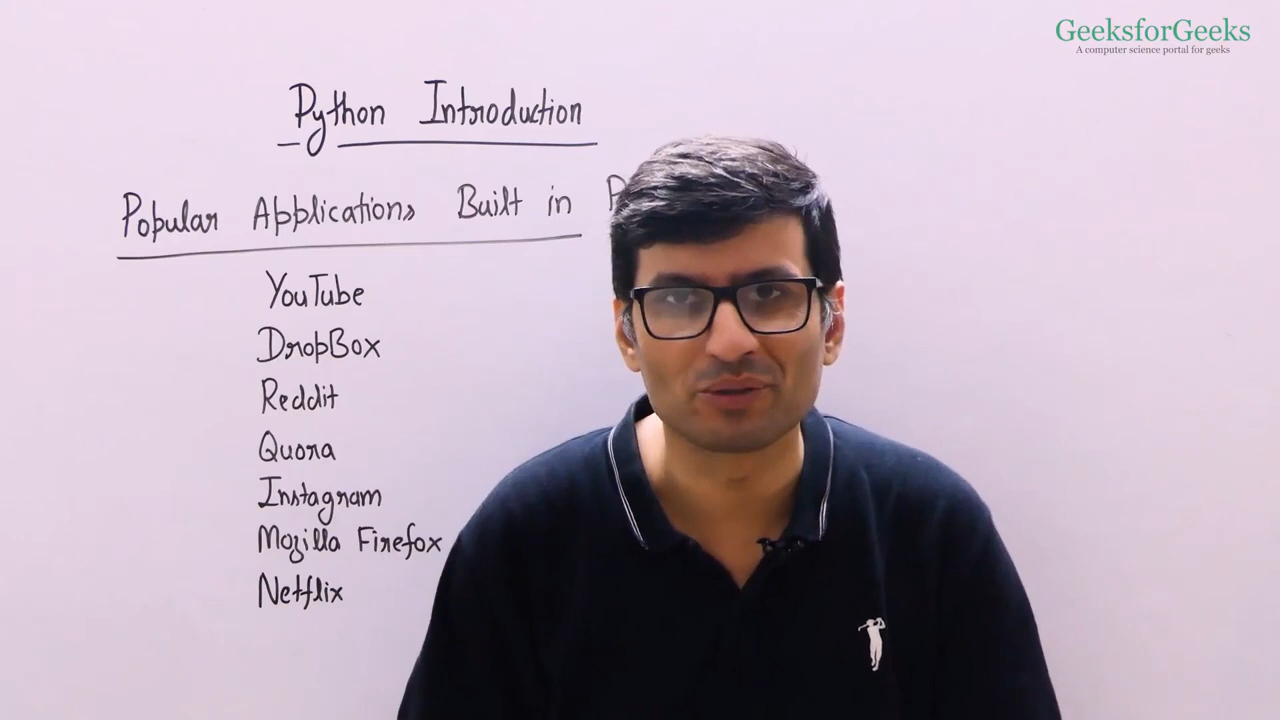 GeeksforGeeks
A computer science portal for geeks
Python Introduction
Popular Applications Built in
YouTube
DropBox
Reddit
Quora
Instagram
Mozilla Firefox
Netflix